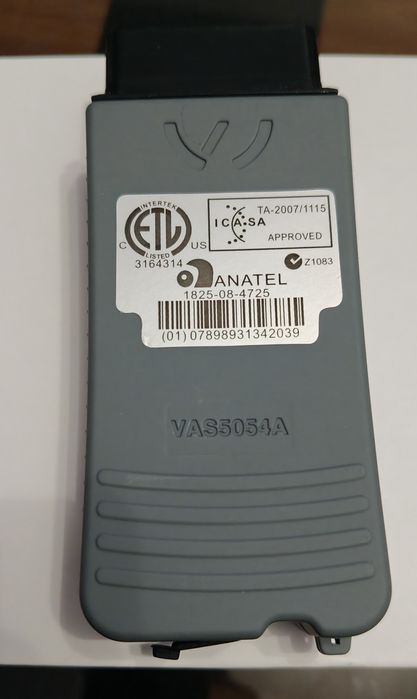 INTERTEK
ETL
C US
LISTED
3164314
ICASA
TA-2007/1115
APPROVED
Z1083
ANATEL
1825-08-4725
(01) 07898931342039
VAS5054A